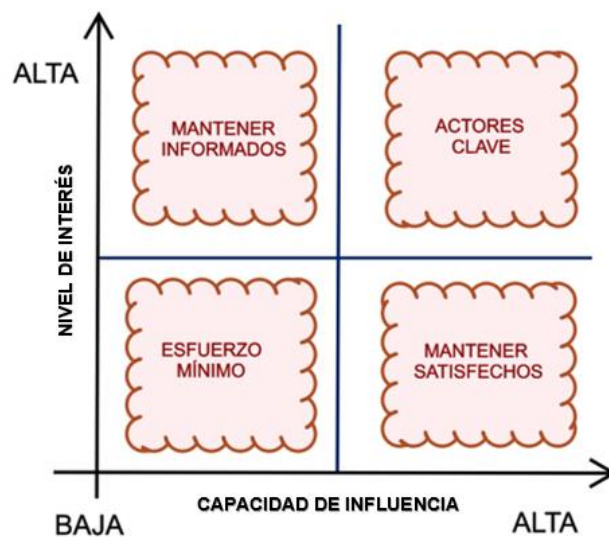 ALTA
MANTENER
INFORMADOS
ACTORES
CLAVE
NIVEL DE INTERÉS
ESFUERZO
MÍNIMO
MANTENER
SATISFECHOS
CAPACIDAD DE INFLUENCIA
BAJA
ALTA